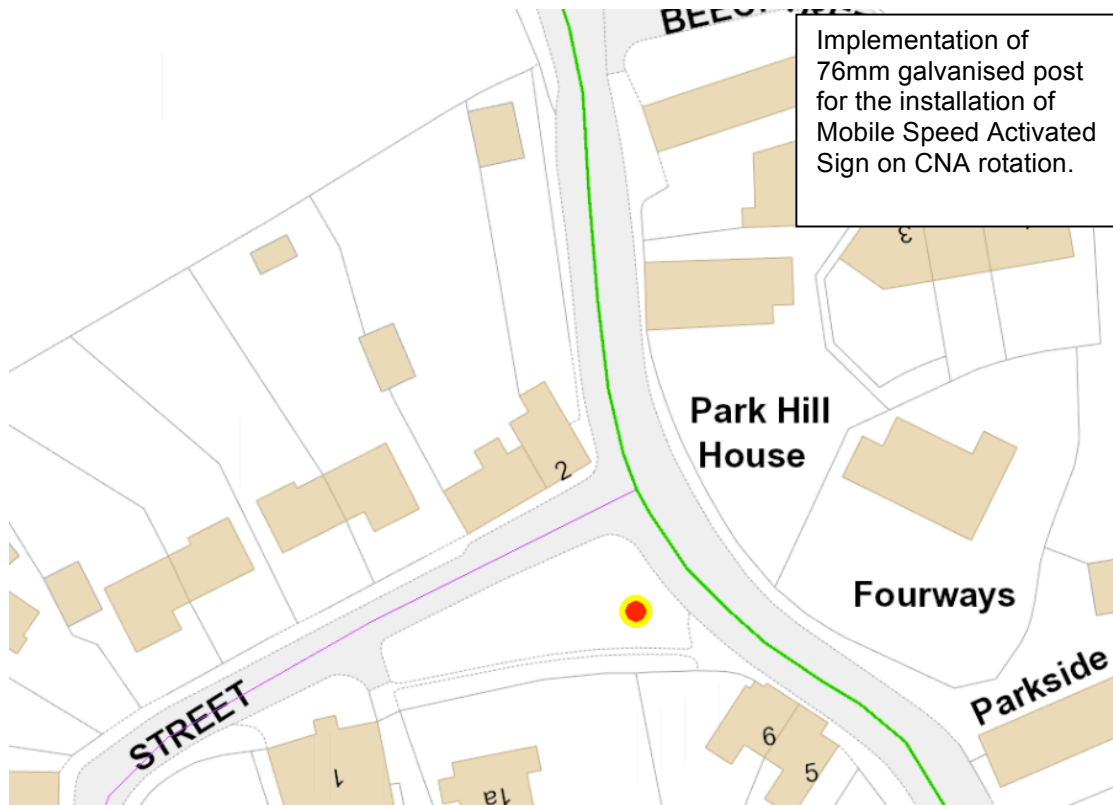 Implementation of
76mm galvanised post
for the installation of
Mobile Speed Activated
Sign on CNA rotation.
3
Park Hill
House
2
Fourways
Parkside
STREET
6
5
1
1a